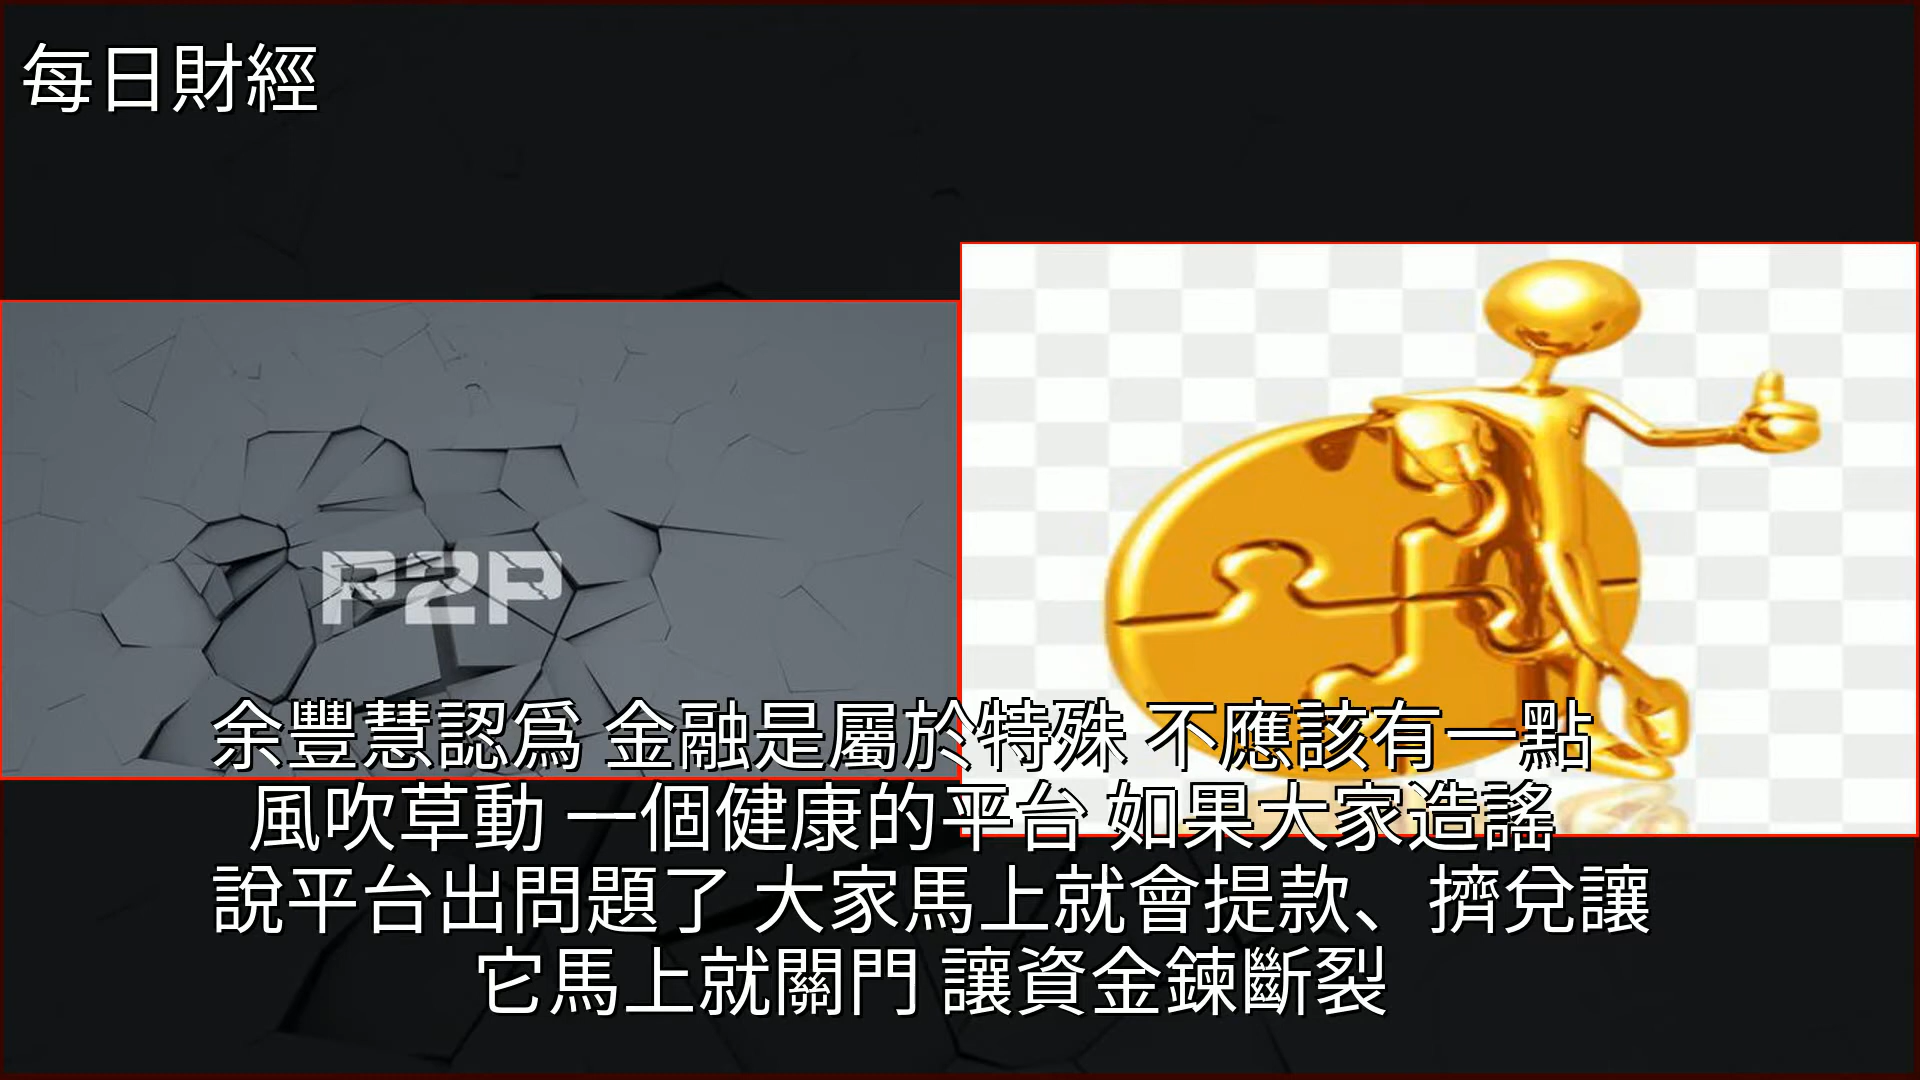 每日財經
P2P
余豐慧認爲 金融是屬於特殊 不應該有一點
風吹草動 一個健康的平台 如果大家造謠
說平台出問題了 大家馬上就會提款、擠兌讓
它馬上就關門 讓資金鍊斷裂